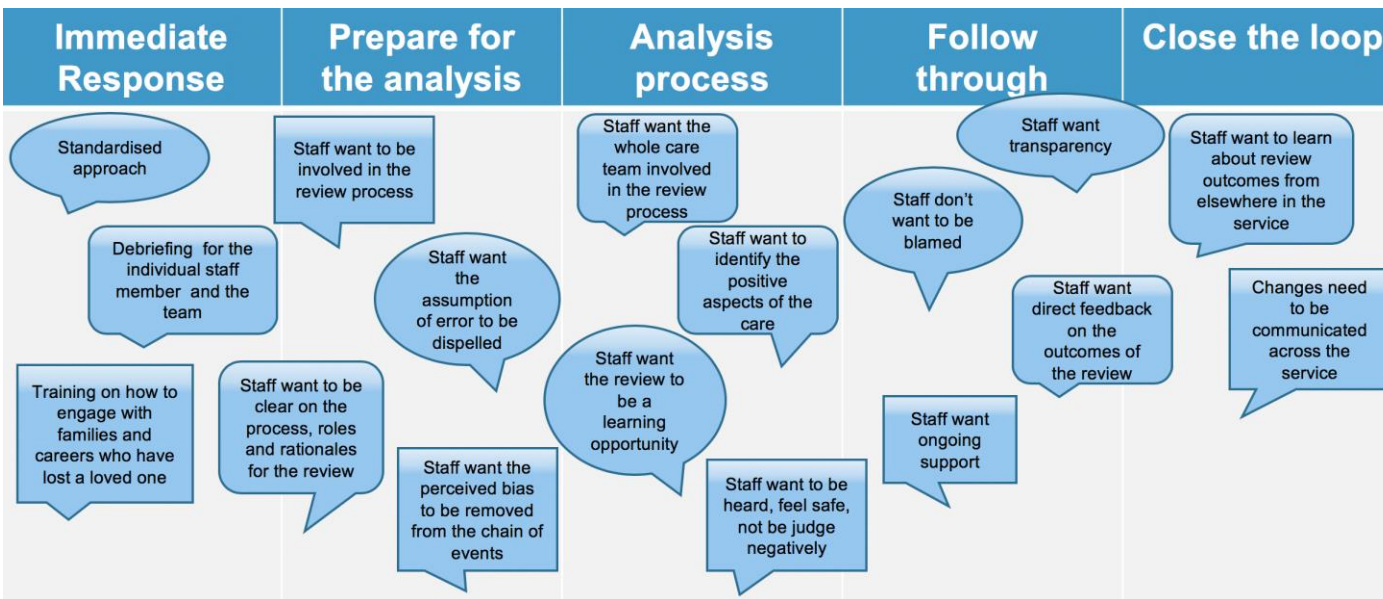 Immediate
Response
Prepare for
the analysis
Analysis
process
Follow
through
Close the loop
Standardised
approach
Debriefing for the
individual staff
member and the
team
Training on how to
engage with
families and
careers who have
lost a loved one
Staff want to be
involved in the
review process
Staff want
the
assumption
of error to be
dispelled
Staff want to be
clear on the
process, roles
and rationales
for the review
Staff want the
perceived bias
to be removed
from the chain of
events
Staff want the
whole care
team involved
in the review
process
Staff want to
identify the
positive
aspects of the
care
Staff want
the review to
be a
learning
opportunity
Staff want to be
heard, feel safe,
not be judge
negatively
Staff want
transparency
Staff don't
want to be
blamed
Staff want
direct feedback
on the
outcomes of
the review
Staff want
ongoing
support
Staff want to learn
about review
outcomes from
elsewhere in the
service
Changes need
to be
communicated
across the
service